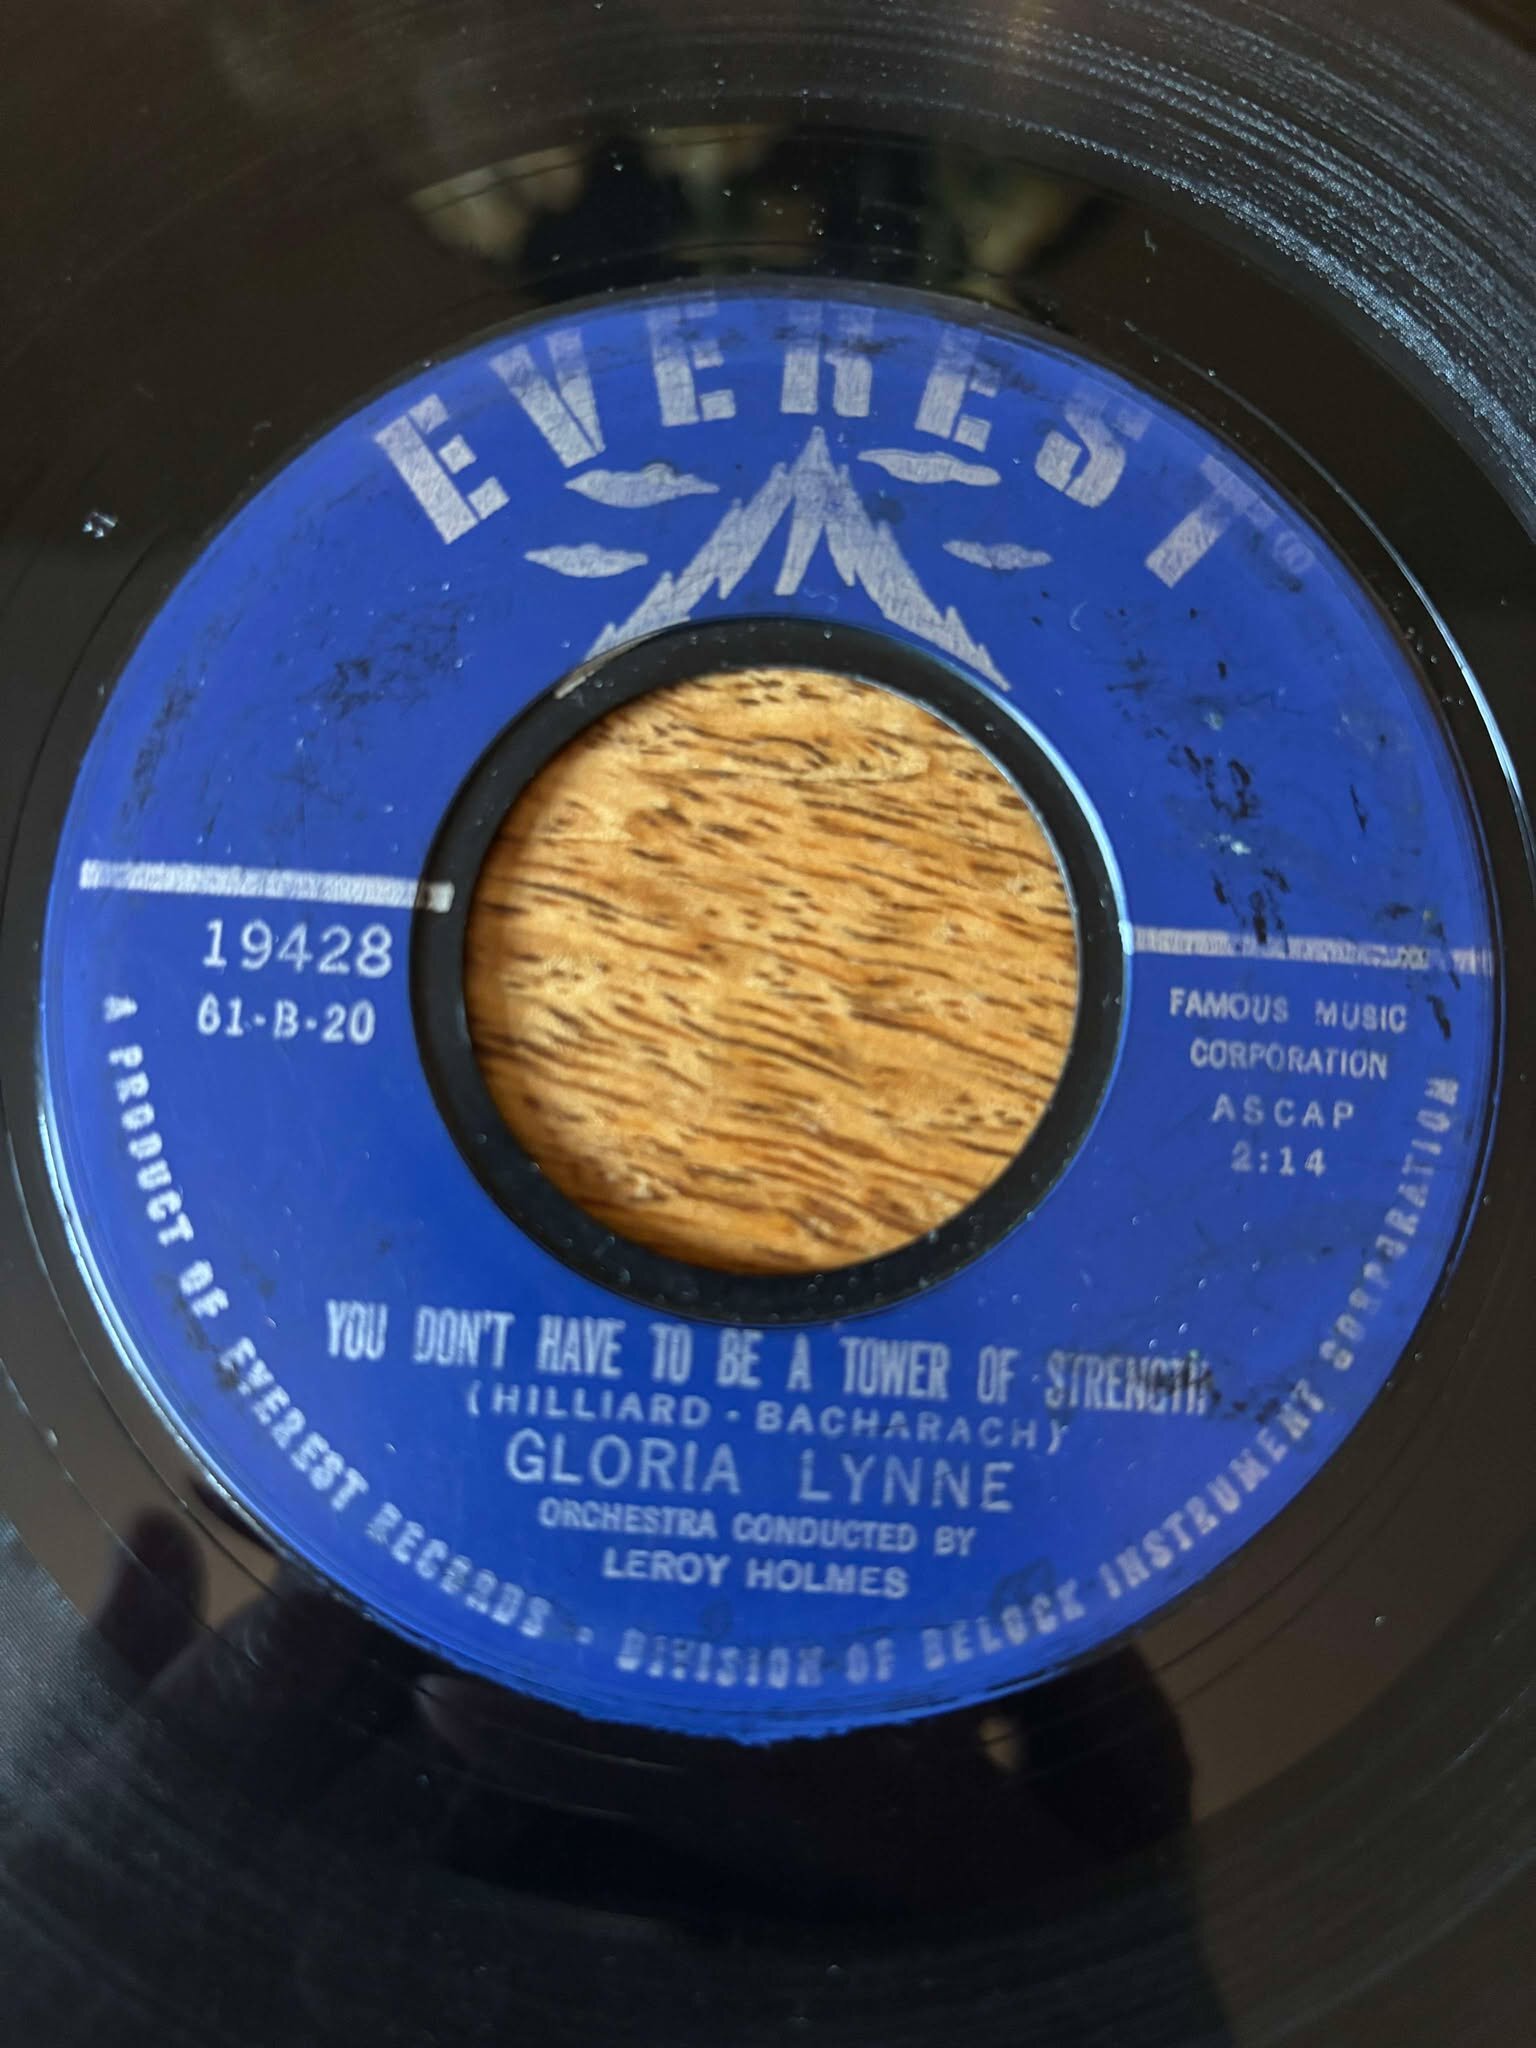 EVEREST
19428
61-B-20
FAMOUS MUSIC
CORPORATION
ASCAP
2:14
YOU DON'T HAVE TO BE A TOWER OF STRENGTH
(HILLIARD - BACHARACH)
GLORIA LYNNE
ORCHESTRA CONDUCTED BY
LEROY HOLMES
A PRODUCT OF EVEREST RECORDS - DIVISION OF BELOCK INSTRUMENT CORPORATION